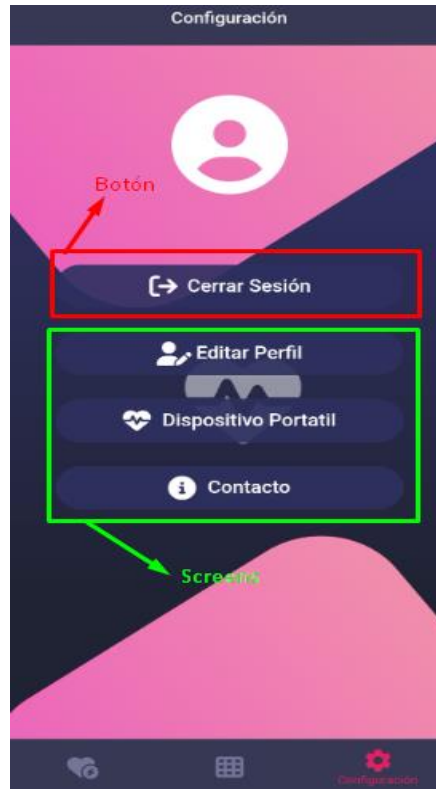 Configuración
Botón
Cerrar Sesión
Editar Perfil
Dispositivo Portatil
Contacto
Screens
Configuración